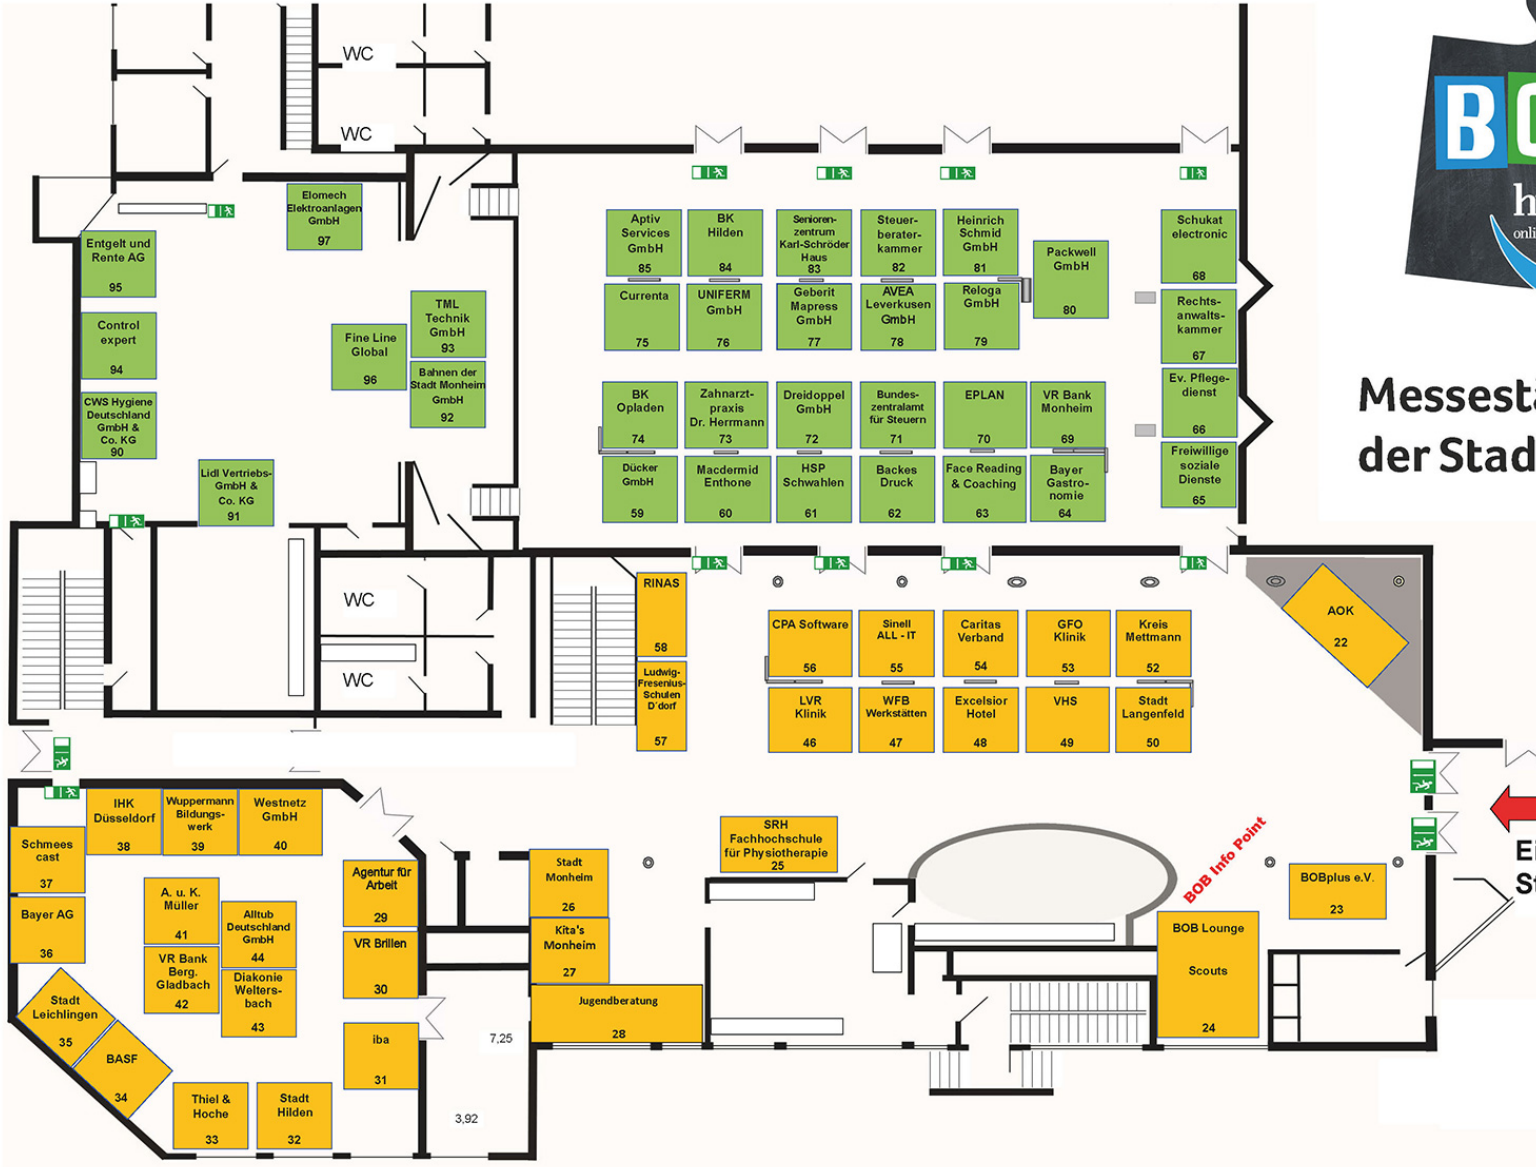 WC
WC
B
h
onli
Messest
der Stad
Elomech
Elektroanlagen
GmbH
97
Entgelt und
Rente AG
95
Control
expert
94
CWS Hygiene
Deutschland
GmbH &
Co. KG
90
Lidl Vertriebs-
GmbH &
Co. KG
91
Fine Line
Global
96
TML
Technik
GmbH
93
Bahnen der
Stadt Monheim
GmbH
92
Aptiv
Services
GmbH
85
BK
Hilden
84
Senioren-
zentrum
Karl-Schröder
Haus
83
Steuer-
berater-
kammer
82
Heinrich
Schmid
GmbH
81
Packwell
GmbH
80
Schukat
electronic
68
Currenta
75
UNIFERM
GmbH
76
Geberit
Mapress
GmbH
77
AVEA
Leverkusen
GmbH
78
Reloga
GmbH
79
Rechts-
anwalts-
kammer
67
Ev. Pflege-
dienst
66
Freiwillige
soziale
Dienste
65
BK
Opladen
74
Zahnarzt-
praxis
Dr. Herrmann
73
Dreidoppel
GmbH
72
Bundes-
zentralamt
für Steuern
71
EPLAN
70
VR Bank
Monheim
69
Dücker
GmbH
59
Macdermid
Enthone
60
HSP
Schwahlen
61
Backes
Druck
62
Face Reading
& Coaching
63
Bayer
Gastro-
nomie
64
WC
WC
RINAS
58
Ludwig-
Fresenius-
Schulen
D´dorf
57
CPA Software
56
Sinell
ALL - IT
55
Caritas
Verband
54
GFO
Klinik
53
Kreis
Mettmann
52
AOK
22
LVR
Klinik
46
WFB
Werkstätten
47
Excelsior
Hotel
48
VHS
49
Stadt
Langenfeld
50
IHK
Düsseldorf
38
Wuppermann
Bildungs-
werk
39
Westnetz
GmbH
40
Schmees
cast
37
Bayer AG
36
Stadt
Leichlingen
35
BASF
34
Thiel &
Hoche
33
Stadt
Hilden
32
A. u. K.
Müller
41
VR Bank
Berg.
Gladbach
42
Alltub
Deutschland
GmbH
44
Diakonie
Welters-
bach
43
Agentur für
Arbeit
29
VR Brillen
30
iba
31
7,25
3,92
Stadt
Monheim
26
Kita's
Monheim
27
Jugendberatung
28
SRH
Fachhochschule
für Physiotherapie
25
BOB Info Point
BOB Lounge
Scouts
24
BOBplus e.V.
23
Ei
St